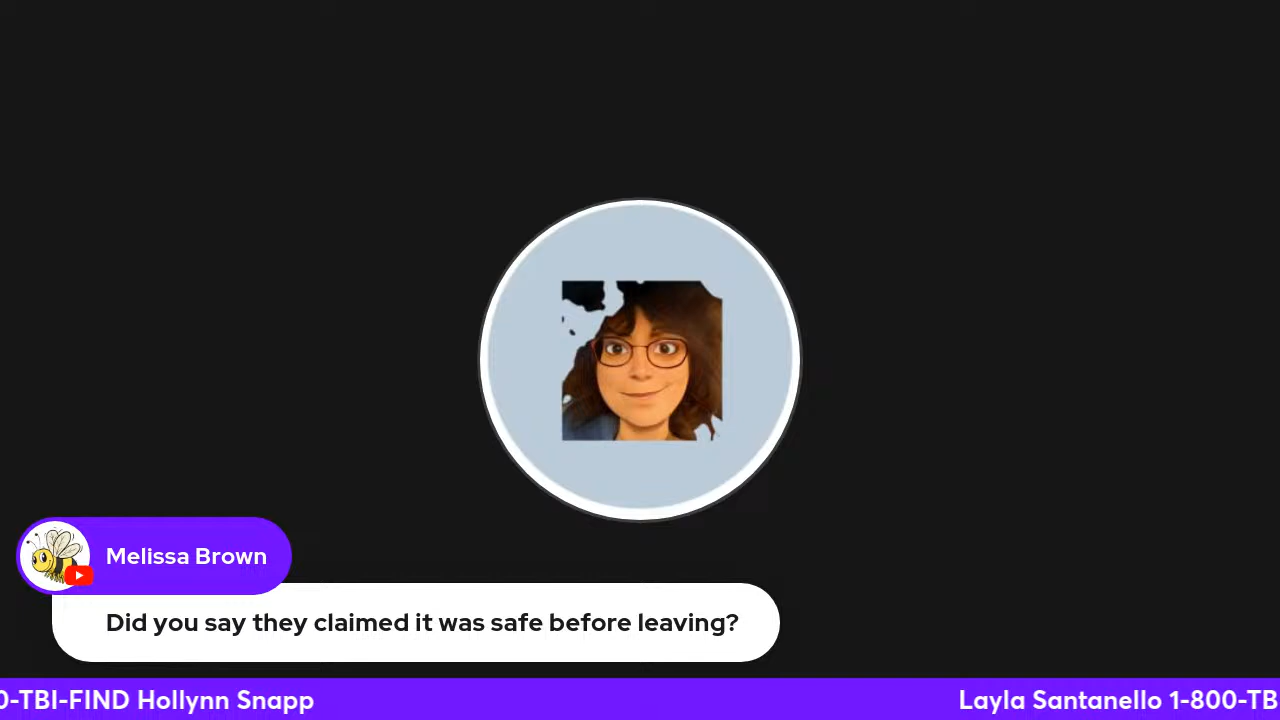 Melissa Brown
Did you say they claimed it was safe before leaving?
0-TBI-FIND Hollynn Snapp Layla Santanello 1-800-TB